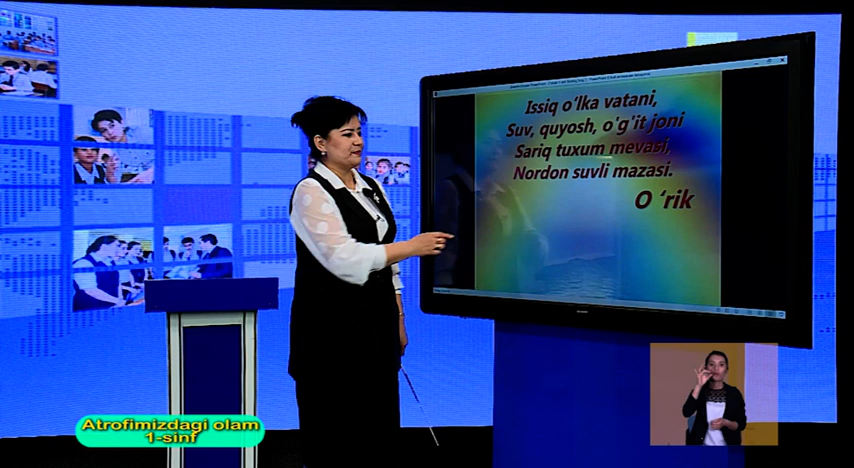 Issiq o‘lka vatani,
Suv, quyosh, o'g'it joni
Sariq tuxum mevasi,
Nordon suvli mazasi.
O ‘rik
Atrofimizdagi olam
1-sinf